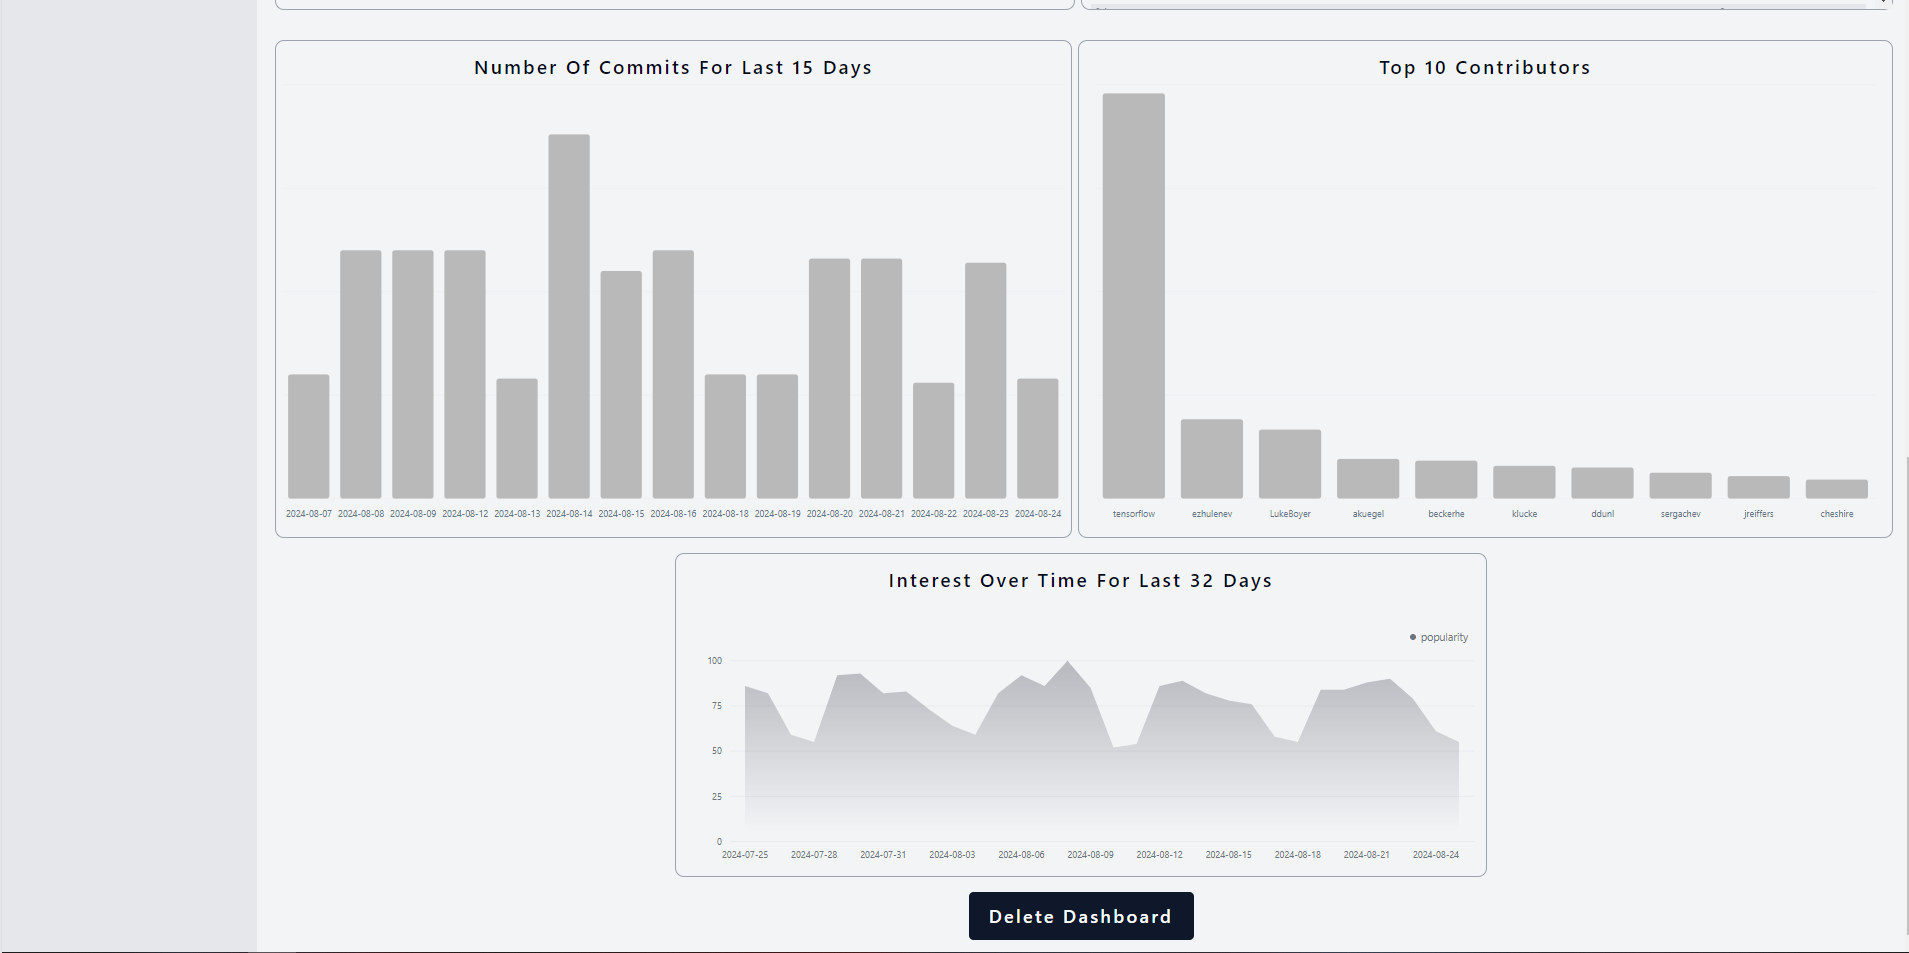 Number Of Commits For Last 15 Days
2024-08-07 2024-08-08 2024-08-09 2024-08-12 2024-08-13 2024-08-14 2024-08-15 2024-08-16 2024-08-18 2024-08-19 2024-08-20 2024-08-21 2024-08-22 2024-08-23 2024-08-24
Top 10 Contributors
tensorflow ezhulenev LukeBoyer akuegel beckerhe klucke ddunl sergachev jreiffers cheshire
Interest Over Time For Last 32 Days
popularity
100
75
50
25
0
2024-07-25 2024-07-28 2024-07-31 2024-08-03 2024-08-06 2024-08-09 2024-08-12 2024-08-15 2024-08-18 2024-08-21 2024-08-24
Delete Dashboard